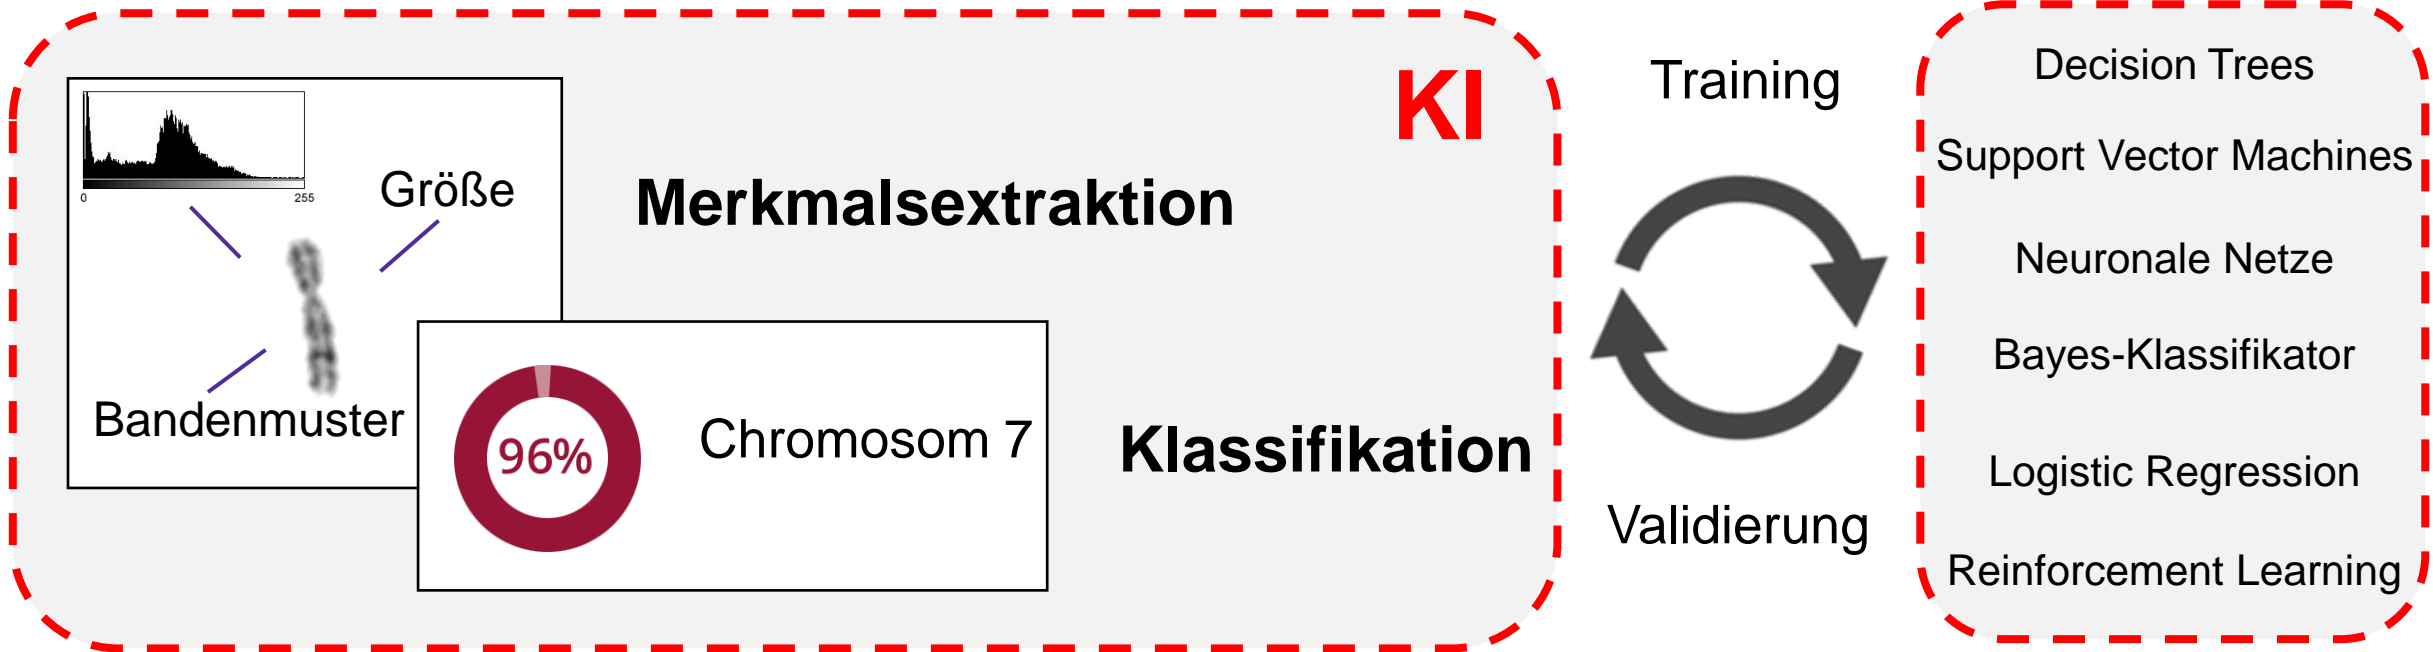 KI
0
255
Größe
Merkmalsextraktion
Bandenmuster
96%
Chromosom 7
Klassifikation
Training
Validierung
Decision Trees
Support Vector Machines
Neuronale Netze
Bayes-Klassifikator
Logistic Regression
Reinforcement Learning